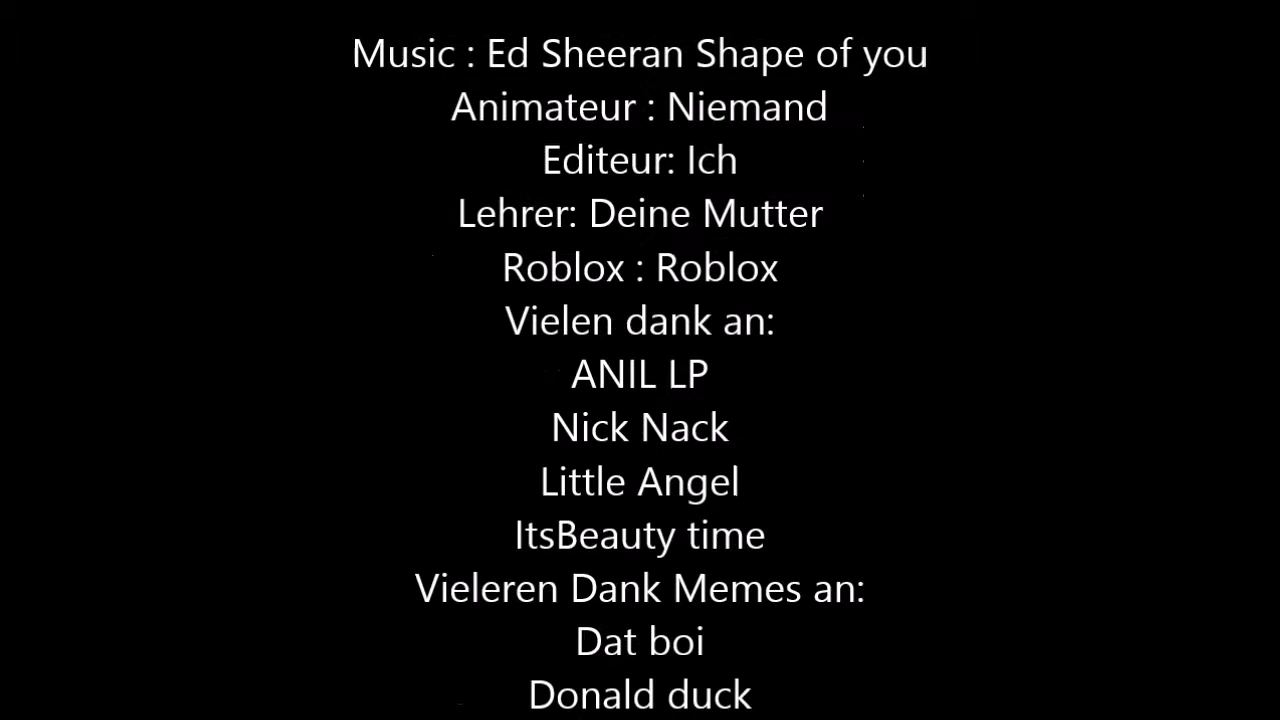 Music : Ed Sheeran Shape of you
Animateur : Niemand
Editeur: Ich
Lehrer: Deine Mutter
Roblox : Roblox
Vielen dank an:
ANIL LP
Nick Nack
Little Angel
ItsBeauty time
Vieleren Dank Memes an:
Dat boi
Donald duck